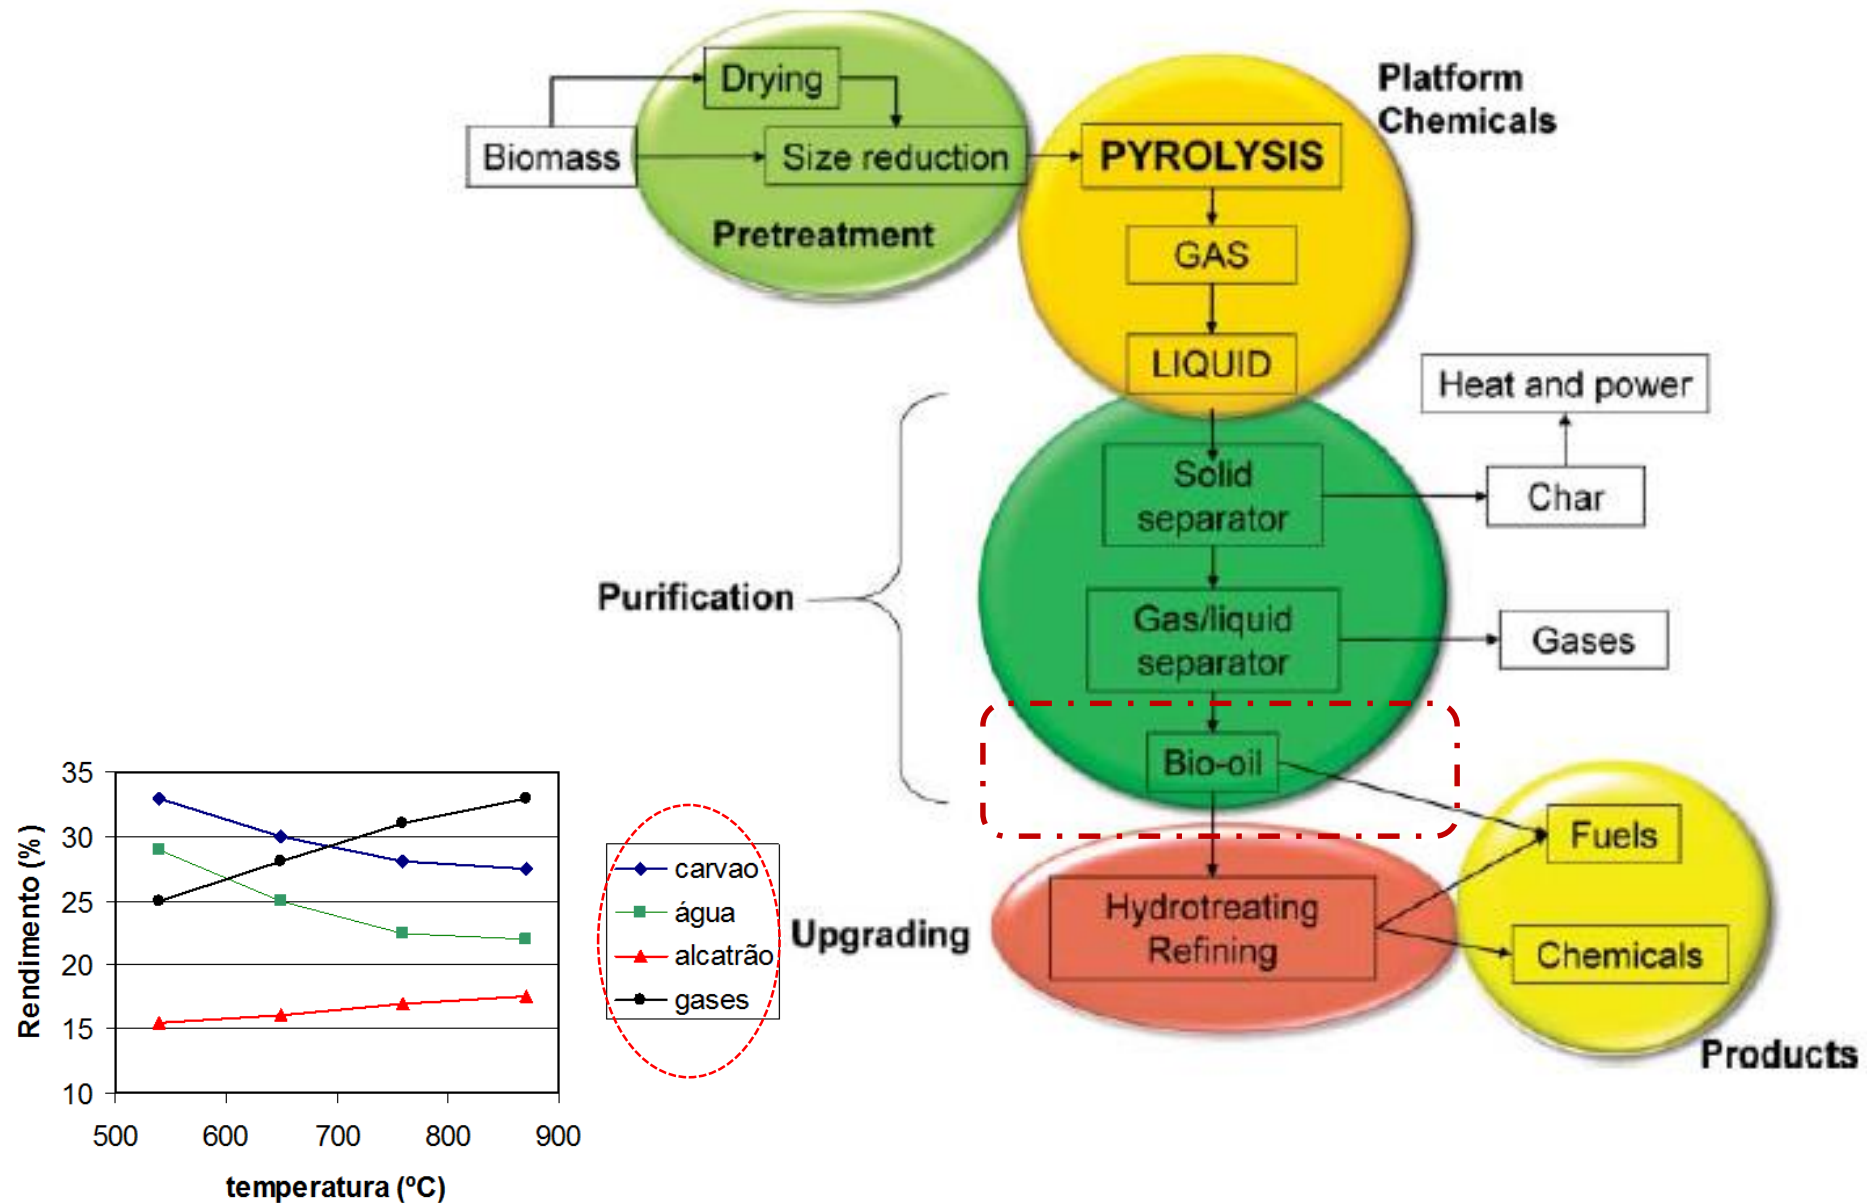 Platform
Chemicals
Drying
Biomass
Size reduction
PYROLYSIS
Pretreatment
GAS
LIQUID
Heat and power
Solid
separator
Char
Purification
Gas/liquid
separator
Gases
Bio-oil
Fuels
Upgrading
Hydrotreating
Refining
Chemicals
Products
35
30
25
20
15
10
500
600
700
800
900
Rendimento (%)
temperatura (ºC)
carvao
água
alcatrão
gases